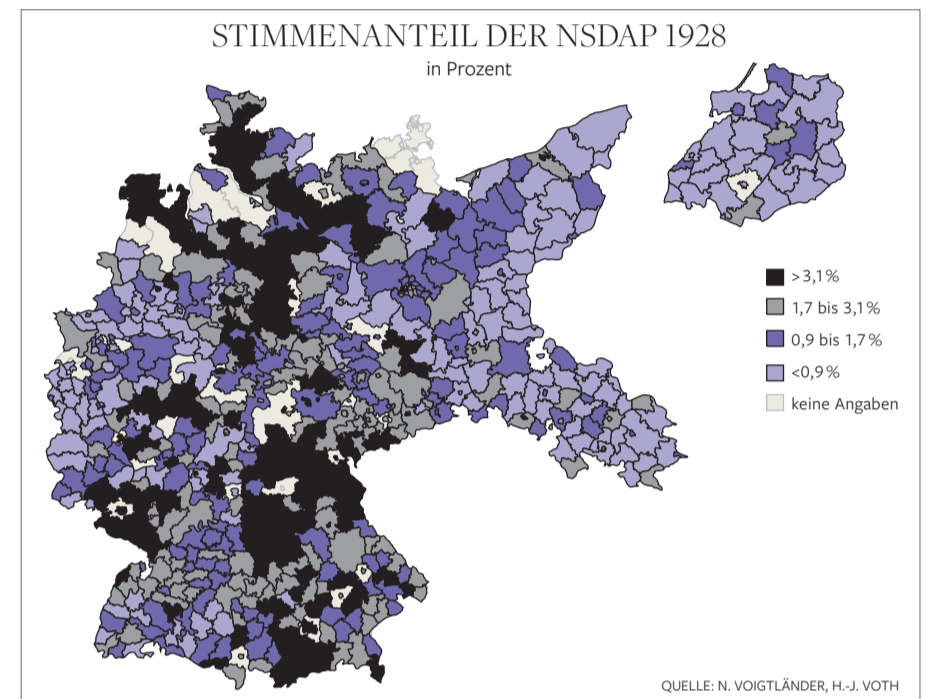 STIMMENANTEIL DER NSDAP 1928
in Prozent
>3,1%
1,7 bis 3,1%
0,9 bis 1,7%
<0,9%
keine Angaben
QUELLE: N. VOIGTLÄNDER, H.-J. VOTH